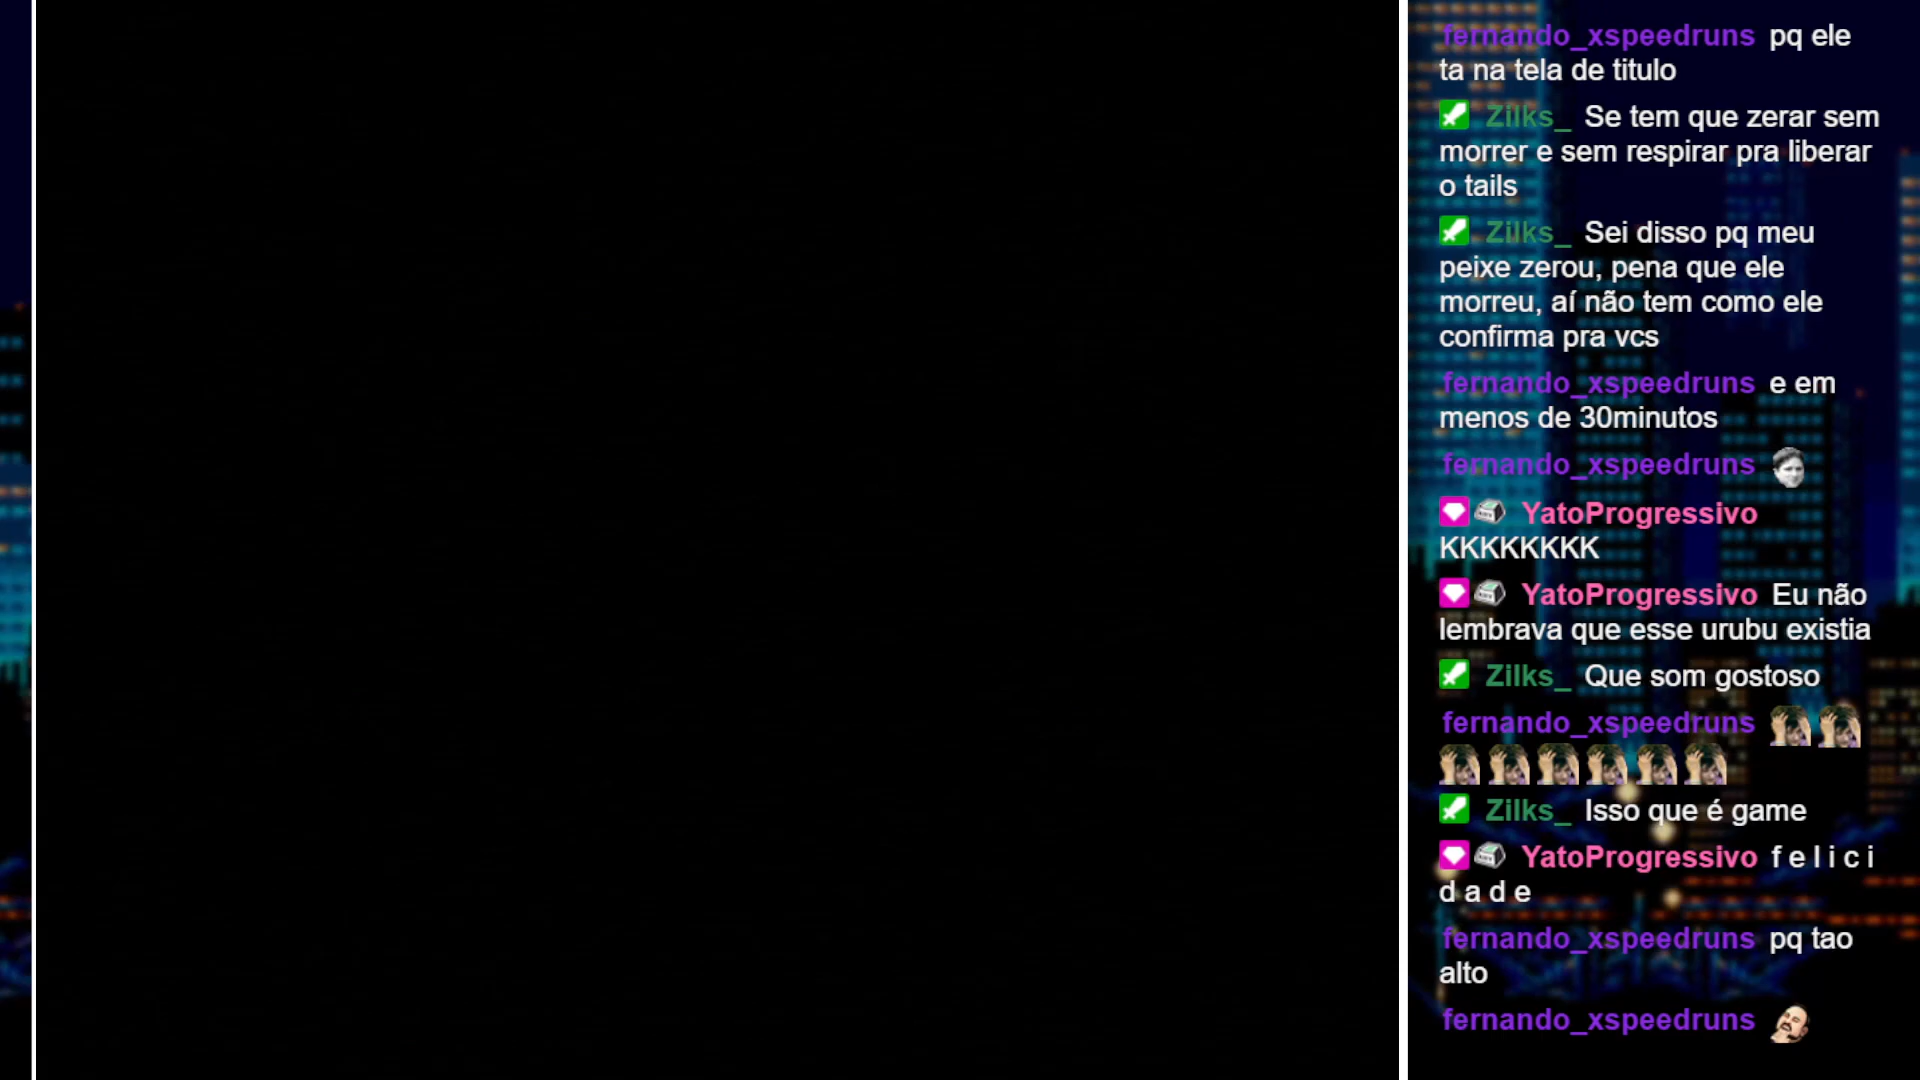 fernando_xspeedruns pq ele
ta na tela de titulo
Zilks_ Se tem que zerar sem
morrer e sem respirar pra liberar
o tails
Zilks_ Sei disso pq meu
peixe zerou, pena que ele
morreu, aí não tem como ele
confirma pra vcs
fernando_xspeedruns e em
menos de 30minutos
fernando_xspeedruns
YatoProgressivo
KKKKKKKK
YatoProgressivo Eu não
lembrava que esse urubu existia
Zilks_ Que som gostoso
fernando_xspeedruns
Zilks_ Isso que é game
YatoProgressivo f e l i c i
d a d e
fernando_xspeedruns pq tao
alto
fernando_xspeedruns